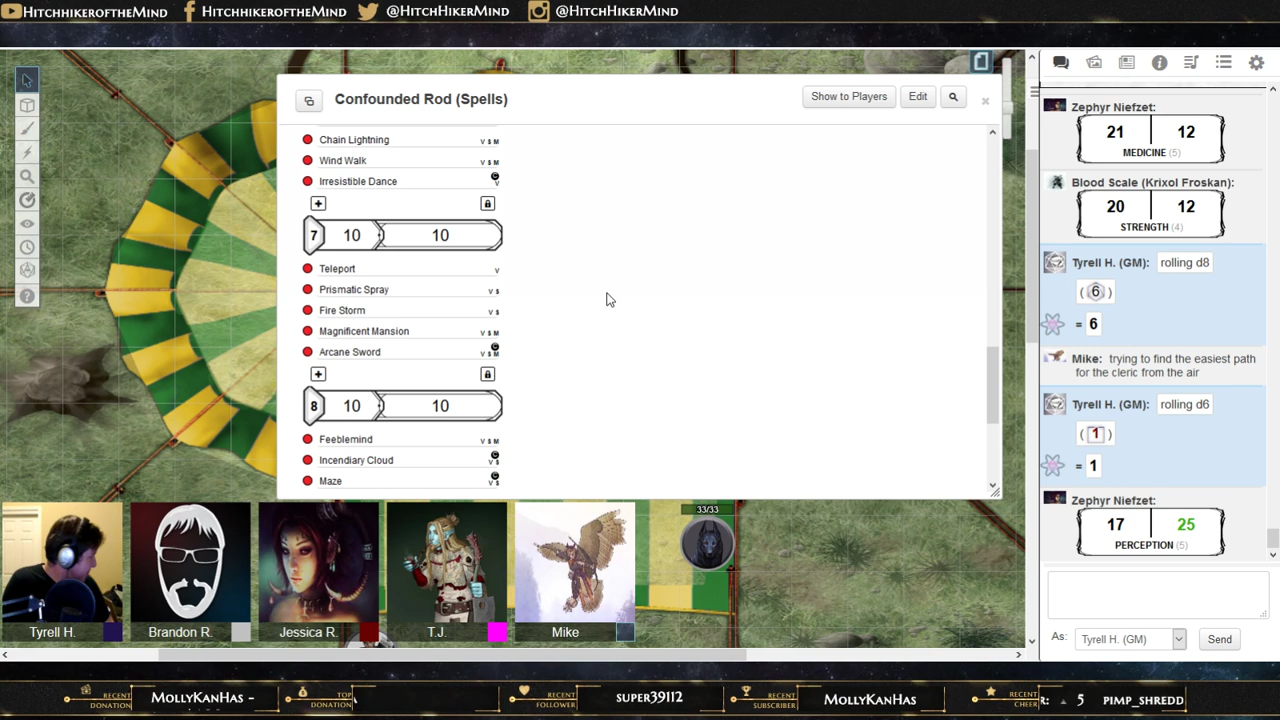 HitchhikeroftheMind HitchhikeroftheMind @HitchHikerMind @HitchHikerMind
Confounded Rod (Spells)
Show to Players Edit
Chain Lightning V S M
Wind Walk V S M
Irresistible Dance C V
7 10 10
Teleport V
Prismatic Spray V S
Fire Storm V S
Magnificent Mansion V S M
Arcane Sword C V S M
8 10 10
Feeblemind V S M
Incendiary Cloud C V S
Maze C V S
33/33
Tyrell H. Brandon R. Jessica R. T.J. Mike
Zephyr Niefzet:
21 12
MEDICINE (5)
Blood Scale (Krixol Froskan):
20 12
STRENGTH (4)
Tyrell H. (GM): rolling d8
( 6 )
= 6
Mike: trying to find the easiest path
for the cleric from the air
Tyrell H. (GM): rolling d6
( 1 )
= 1
Zephyr Niefzet:
17 25
PERCEPTION (5)
As: Tyrell H. (GM) Send
RECENT DONATION MollyKanHas -
TOP DONATION
RECENT FOLLOWER super39112
RECENT SUBSCRIBER MollyKanHas
RECENT CHEER R: 5 pimp_shredd